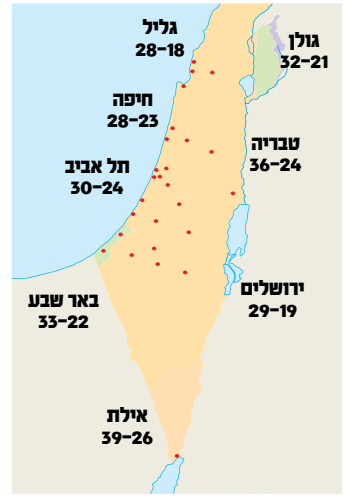 גליל
28-18
גולן
32-21
חיפה
28-23
טבריה
36-24
תל אביב
30-24
ירושלים
29-19
באר שבע
33-22
אילת
39-26